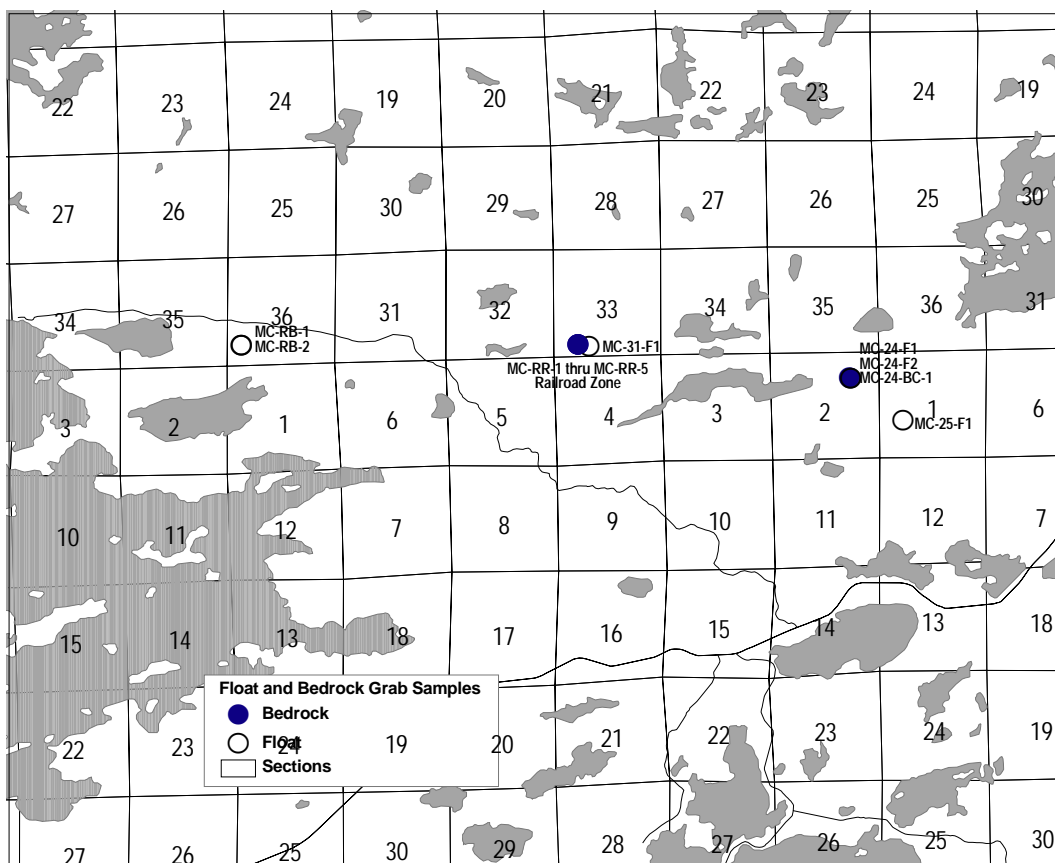 22 23 24 19 20 21 22 23 24 19
27 26 25 30 29 28 27 26 25 30
34 35 36 31 32 33 34 35 36 31
MC-RB-1
MC-RB-2
MC-31-F1
MC-RR-1 thru MC-RR-5
Railroad Zone
MC-24-F1
MC-24-F2
MC-24-BC-1
3 2 1 6 5 4 3 2 1 6
MC-25-F1
10 11 12 7 8 9 10 11 12 7
15 14 13 18 17 16 15 14 13 18
Float and Bedrock Grab Samples
Bedrock
Float
Sections
22 23 24 19 20 21 22 23 24 19
27 26 25 30 29 28 27 26 25 30